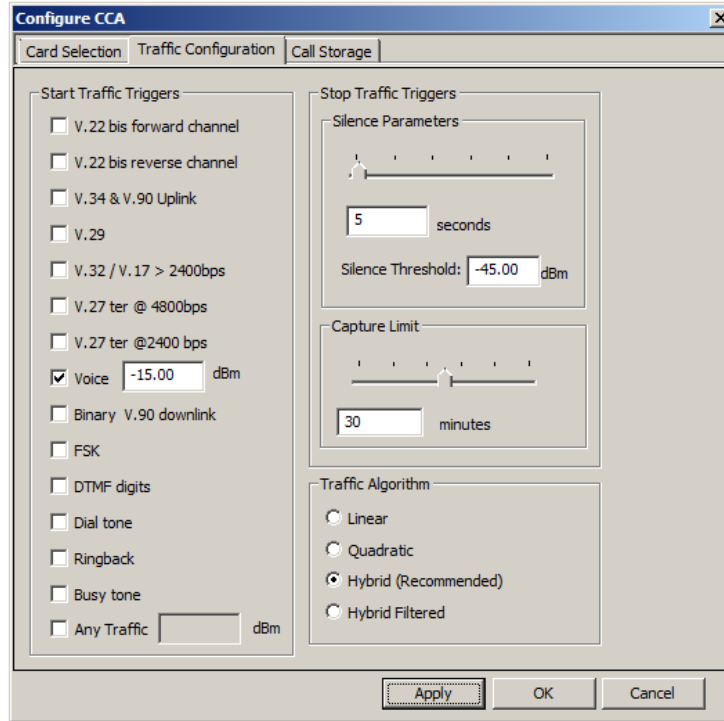 Configure CCA
Card Selection Traffic Configuration Call Storage
Start Traffic Triggers
V.22 bis forward channel
V.22 bis reverse channel
V.34 & V.90 Uplink
V.29
V.32 / V.17 > 2400bps
V.27 ter @ 4800bps
V.27 ter @2400 bps
Voice -15.00 dBm
Binary V.90 downlink
FSK
DTMF digits
Dial tone
Ringback
Busy tone
Any Traffic dBm
Stop Traffic Triggers
Silence Parameters
5 seconds
Silence Threshold: -45.00 dBm
Capture Limit
30 minutes
Traffic Algorithm
Linear
Quadratic
Hybrid (Recommended)
Hybrid Filtered
Apply OK Cancel